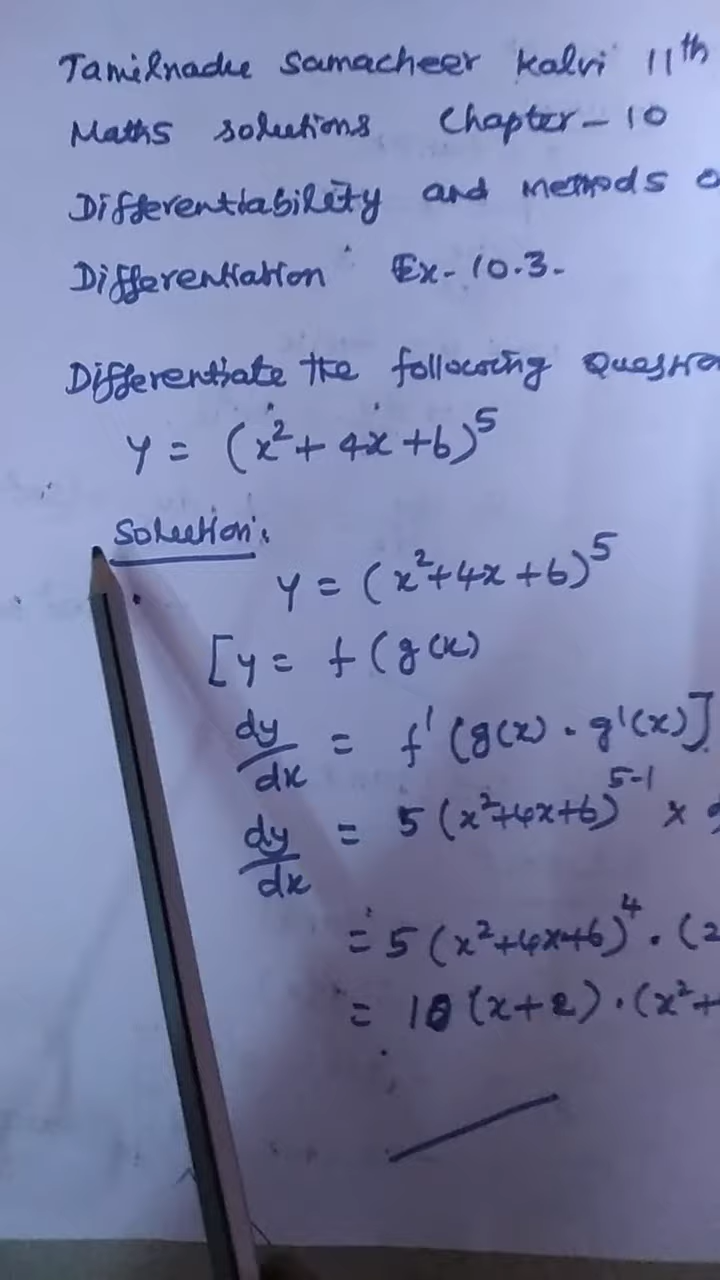 Tamilnadu Samacheer Kalvi 11th
Maths solutions Chapter - 10
Differentiability and methods
Differentiation Ex- 10.3.
Differentiate the following
y = (x²+ 4x +6)⁵
Solution:
y = (x²+4x+6)⁵
[y = f(g(x)
dy/dx = f'(g(x) . g'(x)]
dy/dx = 5(x²+4x+6)⁵⁻¹ ×
= 5(x²+4x+6)⁴ . (2
= 10(x+2) . (x²+